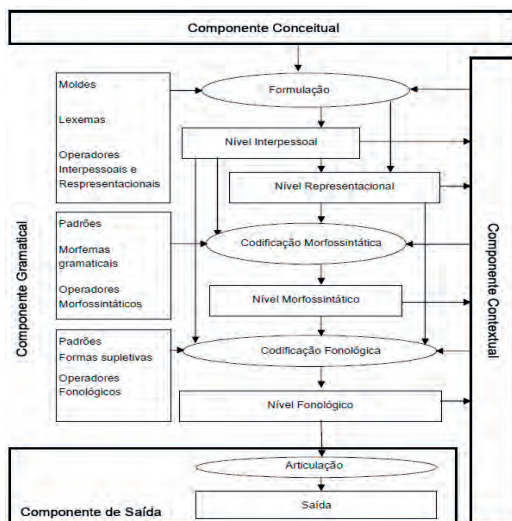 Componente Conceitual
Formulação
Moldes
Lexemas
Operadores
Interpessoais e
Respresentacionais
Nível Interpessoal
Nível Representacional
Padrões
Morfemas
gramaticais
Operadores
Morfossintáticos
Codificação Morfossintática
Nível Morfossintático
Padrões
Formas supletivas
Operadores
Fonológicos
Codificação Fonológica
Nível Fonológico
Componente Gramatical
Componente Contextual
Articulação
Saída
Componente de Saída